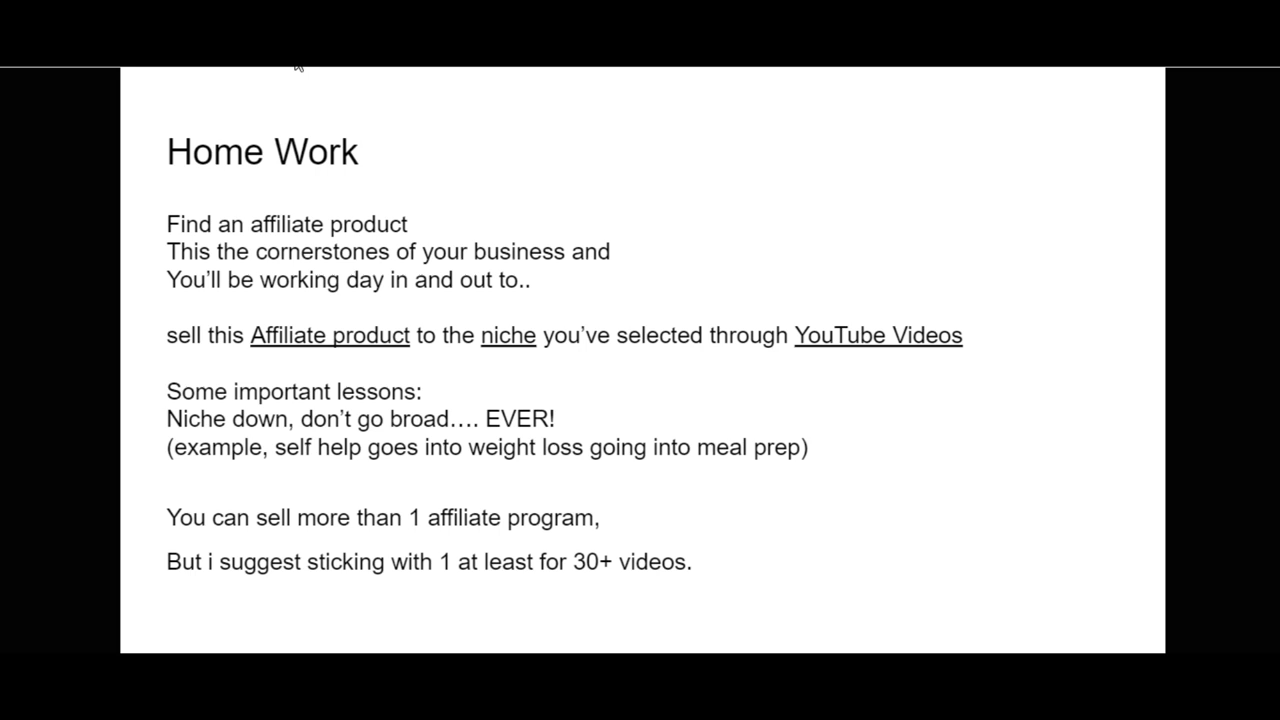 Home Work
Find an affiliate product
This the cornerstones of your business and
You’ll be working day in and out to..
sell this Affiliate product to the niche you’ve selected through YouTube Videos
Some important lessons:
Niche down, don’t go broad…. EVER!
(example, self help goes into weight loss going into meal prep)
You can sell more than 1 affiliate program,
But i suggest sticking with 1 at least for 30+ videos.